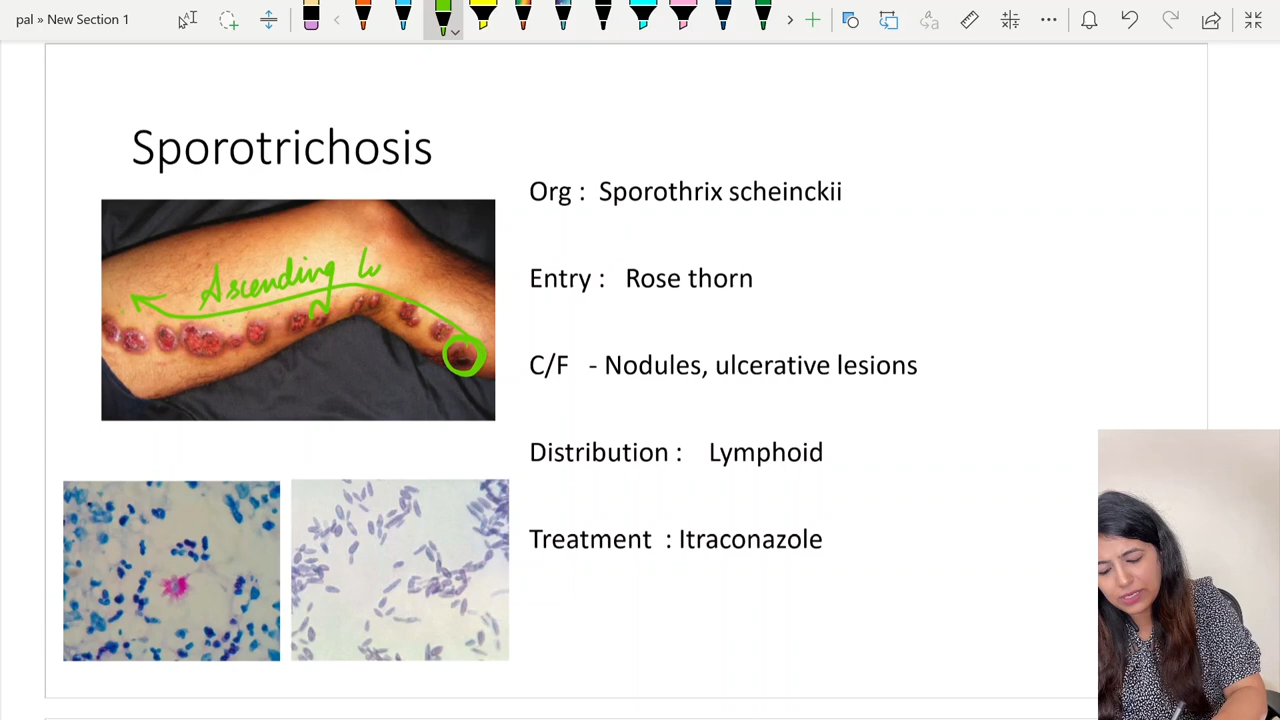 pal » New Section 1
Sporotrichosis
Org : Sporothrix scheinckii
Entry : Rose thorn
Ascending
C/F - Nodules, ulcerative lesions
Distribution : Lymphoid
Treatment : Itraconazole